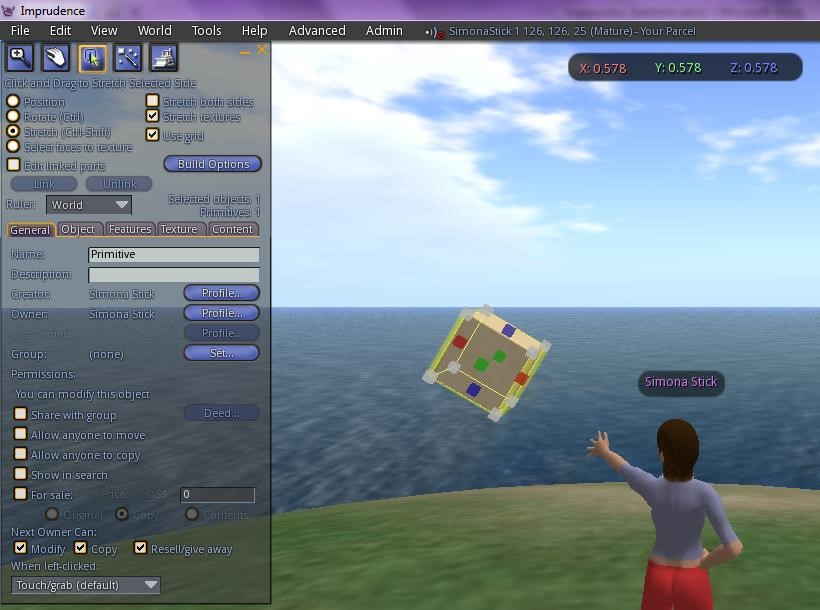 Imprudence
File Edit View World Tools Help Advanced Admin SimonaStick 1 126, 126, 25 (Mature) - Your Parcel
X: 0.578 Y: 0.578 Z: 0.578
Click and Drag to Stretch Selected Side
Position Stretch both sides
Rotate (Ctrl) Stretch textures
Stretch (Ctrl-Shift) Use grid
Select faces to texture
Edit linked parts Build Options
Link Unlink
Ruler: World Selected objects: 1
Primitives: 1
General Object Features Texture Content
Name: Primitive
Description:
Creator: Simona Stick Profile...
Owner: Simona Stick Profile...
Last Owner: Profile...
Group: (none) Set...
Permissions:
You can modify this object
Share with group Deed...
Allow anyone to move
Allow anyone to copy
Show in search
For sale: Price: OS$ 0
Original Copy Contents
Next Owner Can:
Modify Copy Resell/give away
When left-clicked:
Touch/grab (default)
Simona Stick